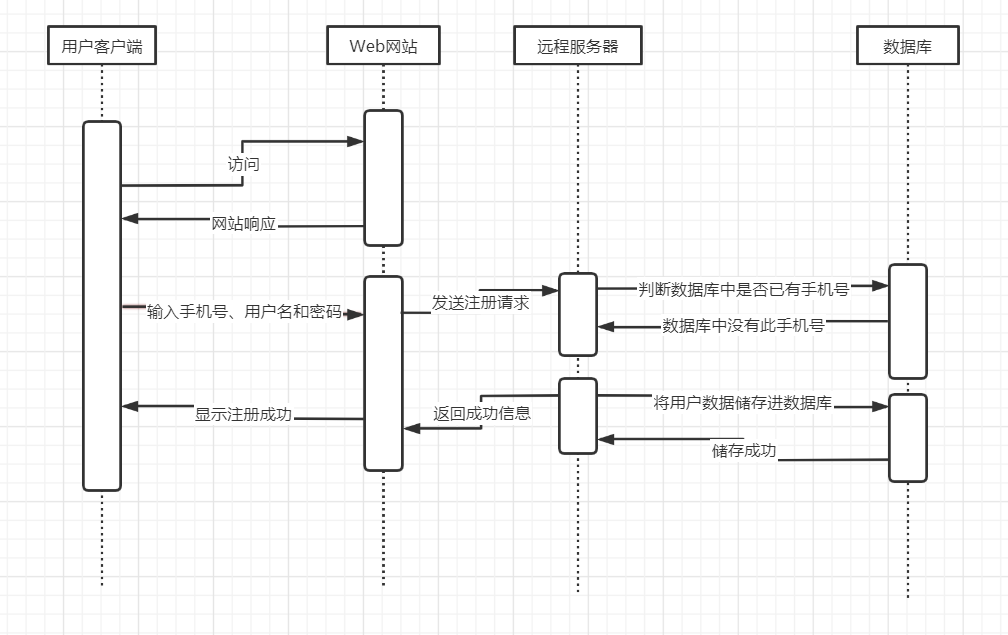 用户客户端
Web网站
远程服务器
数据库
访问
网站响应
输入手机号、用户名和密码
发送注册请求
判断数据库中是否已有手机号
数据库中没有此手机号
将用户数据储存进数据库
显示注册成功
返回成功信息
储存成功